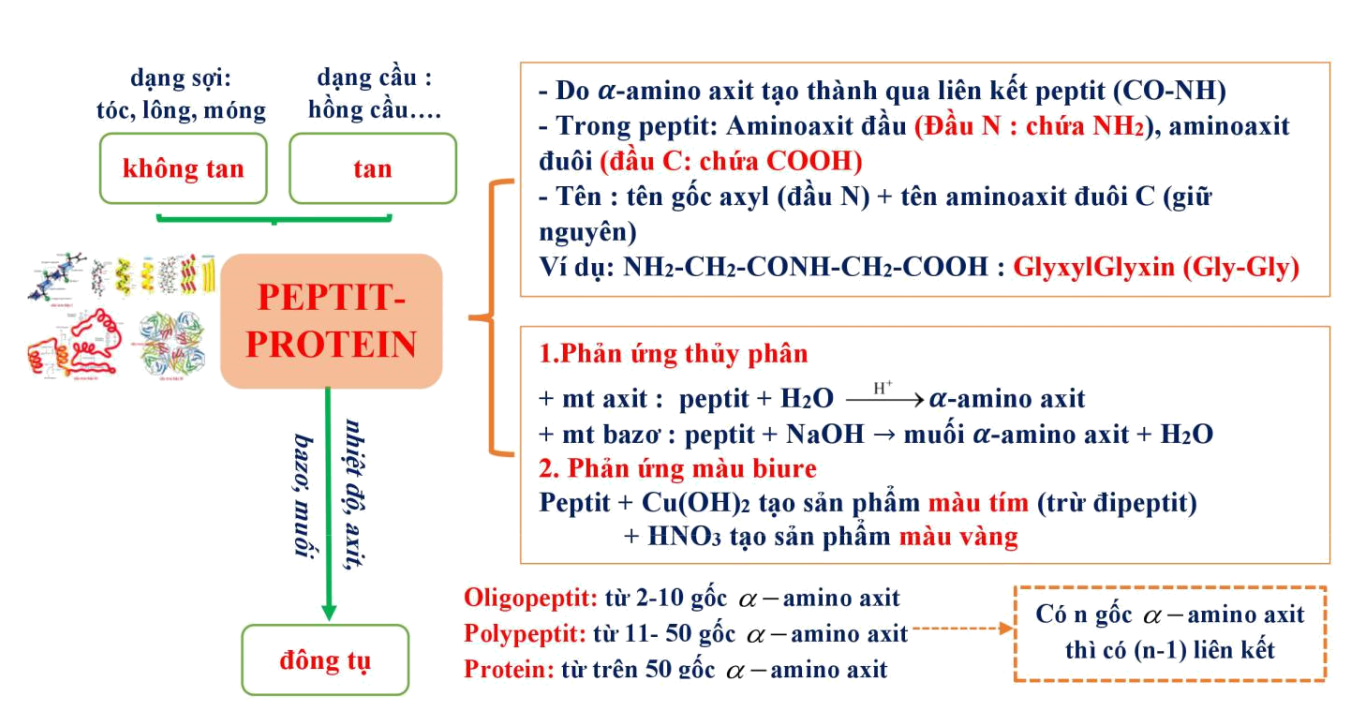 dạng sợi:
tóc, lông, móng
dạng cầu :
hồng cầu....
không tan
tan
PEPTIT-
PROTEIN
nhiệt độ, axit,
bazơ, muối
đông tụ
- Do α-amino axit tạo thành qua liên kết peptit (CO-NH)
- Trong peptit: Aminoaxit đầu (Đầu N : chứa NH₂), aminoaxit
đuôi (đầu C: chứa COOH)
- Tên : tên gốc axyl (đầu N) + tên aminoaxit đuôi C (giữ
nguyên)
Ví dụ: NH₂-CH₂-CONH-CH₂-COOH : GlyxylGlyxin (Gly-Gly)
1.Phản ứng thủy phân
+ mt axit : peptit + H₂O —H⁺→ α-amino axit
+ mt bazơ : peptit + NaOH → muối α-amino axit + H₂O
2. Phản ứng màu biure
Peptit + Cu(OH)₂ tạo sản phẩm màu tím (trừ đipeptit)
+ HNO₃ tạo sản phẩm màu vàng
Oligopeptit: từ 2-10 gốc α – amino axit
Polypeptit: từ 11- 50 gốc α – amino axit
Protein: từ trên 50 gốc α – amino axit
Có n gốc α – amino axit
thì có (n-1) liên kết